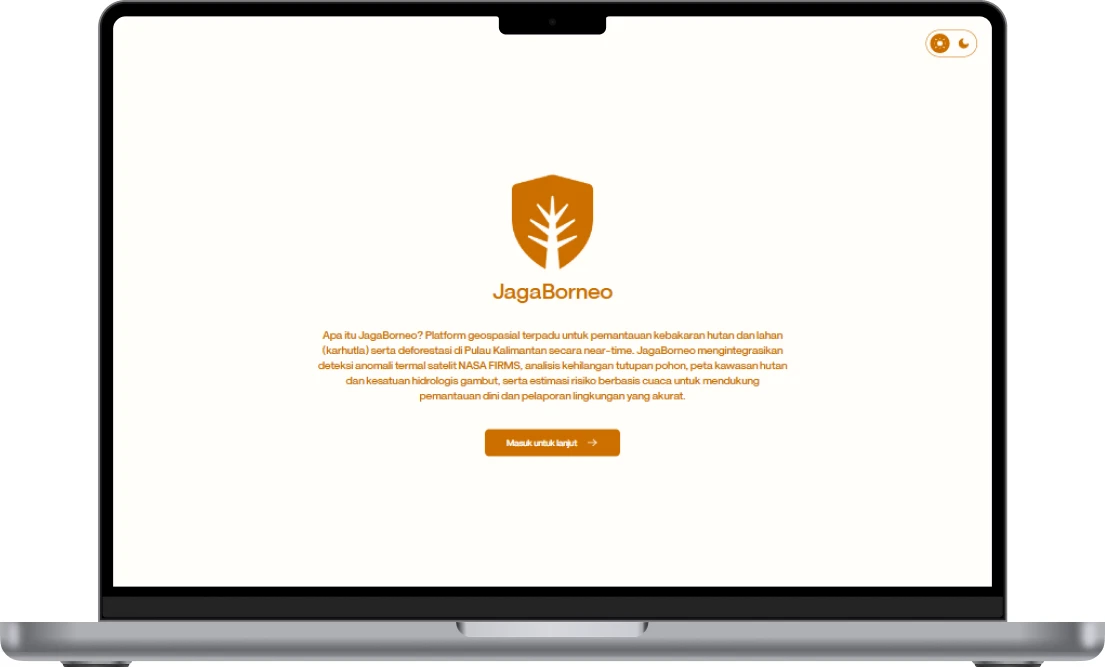 JagaBorneo
Apa itu JagaBorneo? Platform geospasial terpadu untuk pemantauan kebakaran hutan dan lahan
(karhutla) serta deforestasi di Pulau Kalimantan secara near-time. JagaBorneo mengintegrasikan
deteksi anomali termal satelit NASA FIRMS, analisis kehilangan tutupan pohon, peta kawasan hutan
dan kesatuan hidrologis gambut, serta estimasi risiko berbasis cuaca untuk mendukung
pemantauan dini dan pelaporan lingkungan yang akurat.
Masuk untuk lanjut